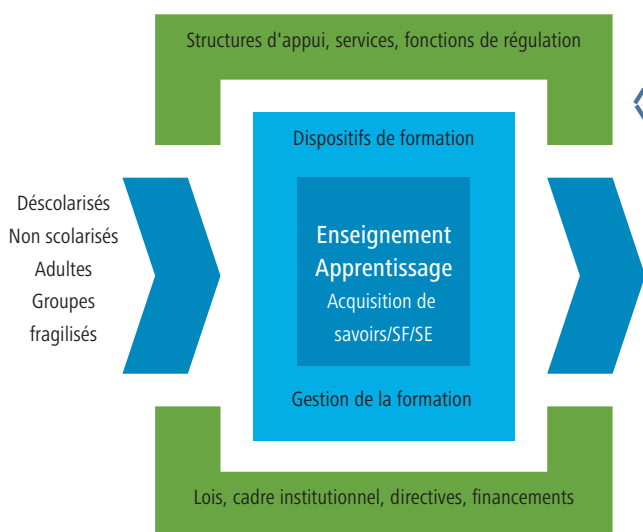 Structures d'appui, services, fonctions de régulation
Dispositifs de formation
Déscolarisés
Non scolarisés
Adultes
Groupes
fragilisés
Enseignement
Apprentissage
Acquisition de
savoirs/SF/SE
Gestion de la formation
Lois, cadre institutionnel, directives, financements